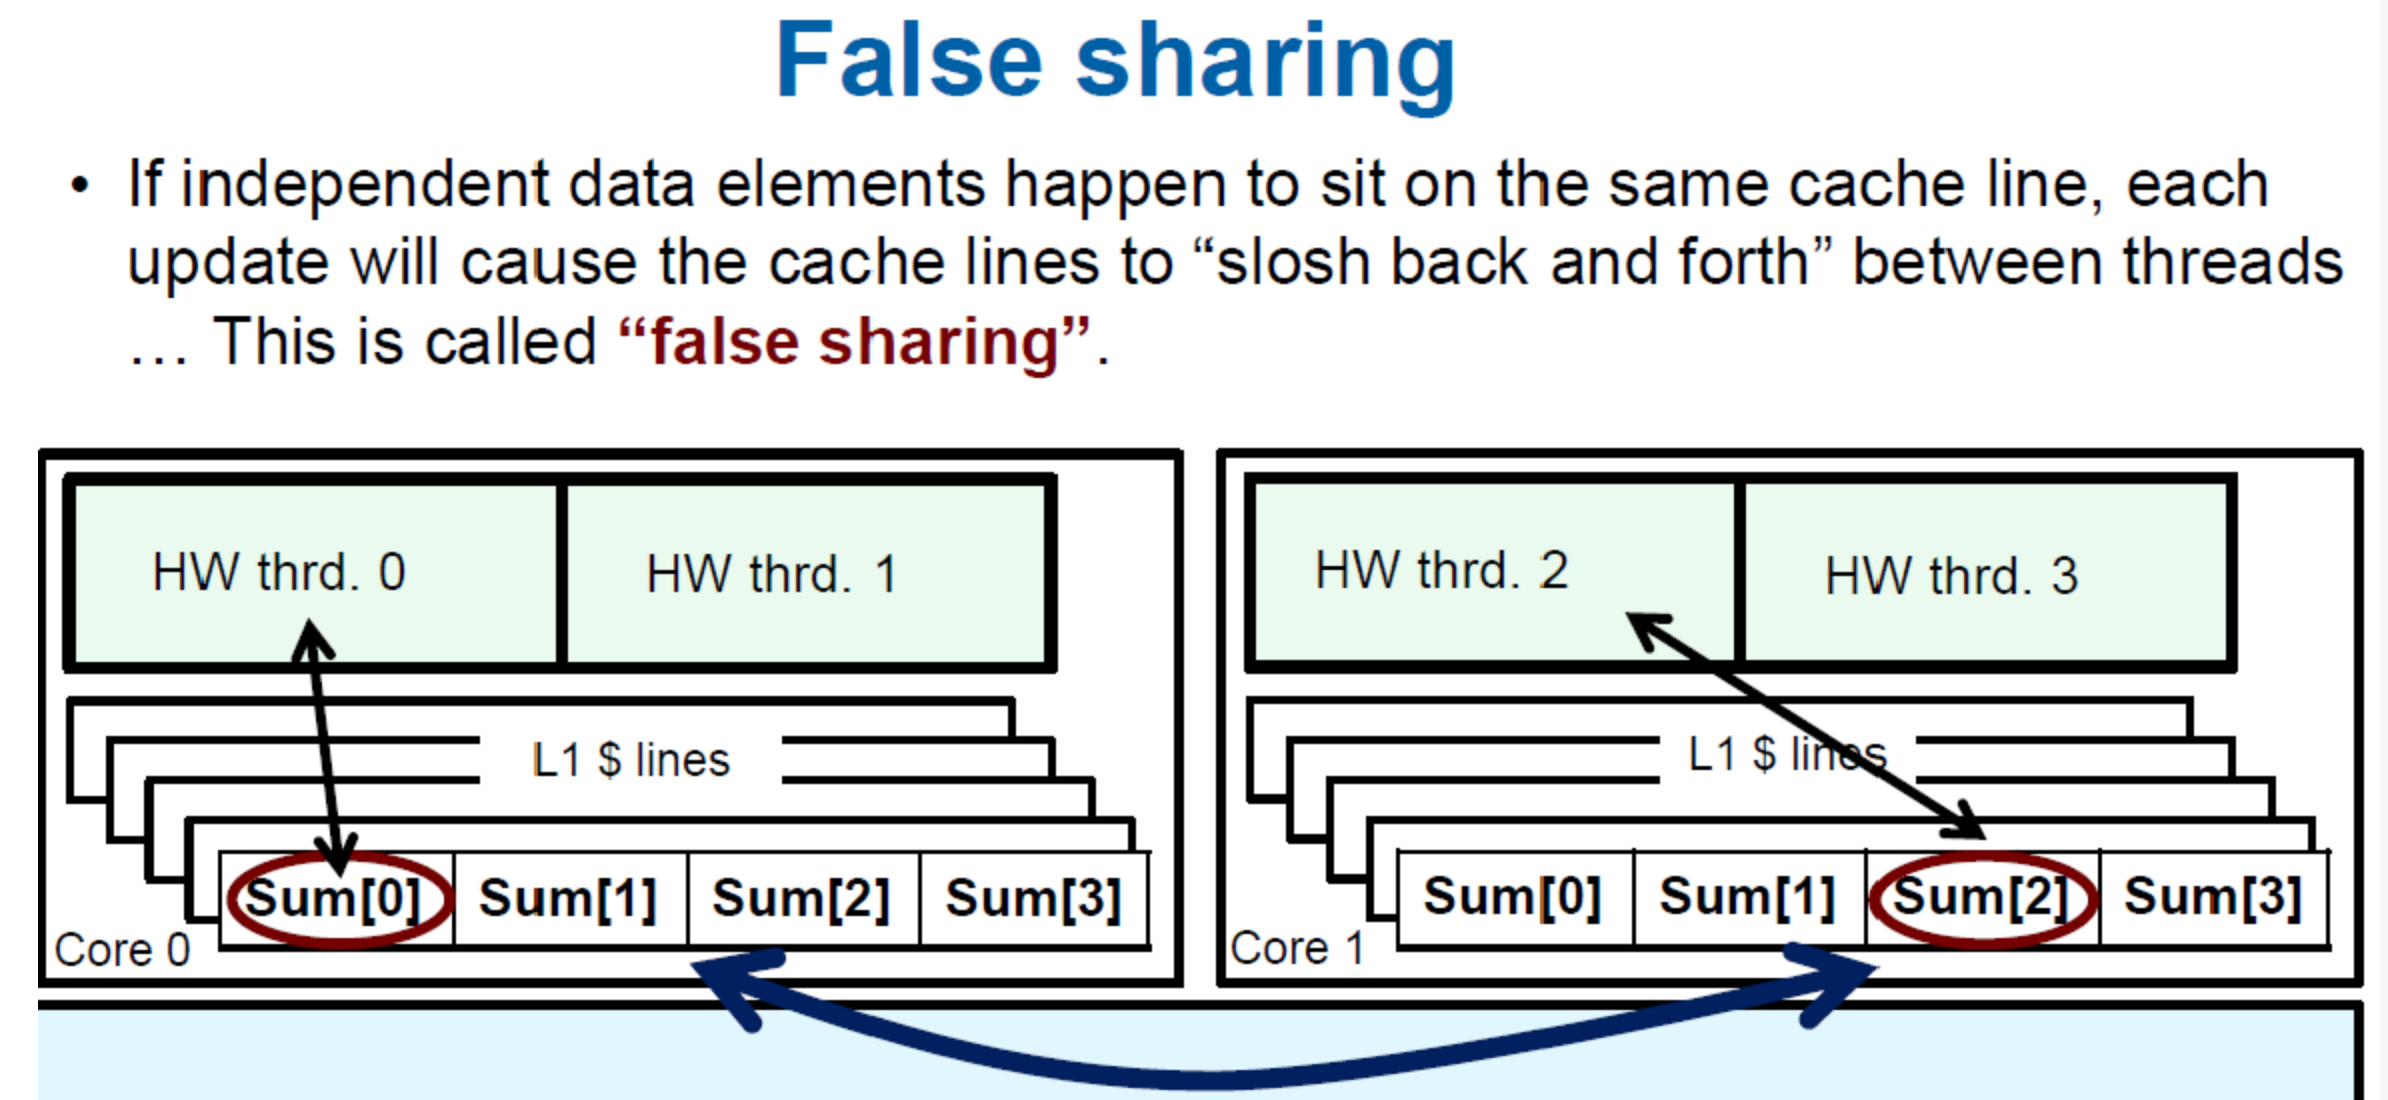 False sharing
• If independent data elements happen to sit on the same cache line, each
update will cause the cache lines to “slosh back and forth” between threads
… This is called “false sharing”.
HW thrd. 0
HW thrd. 1
HW thrd. 2
HW thrd. 3
L1 $ lines
L1 $ lines
Sum[0] Sum[1] Sum[2] Sum[3]
Sum[0] Sum[1] Sum[2] Sum[3]
Core 0
Core 1